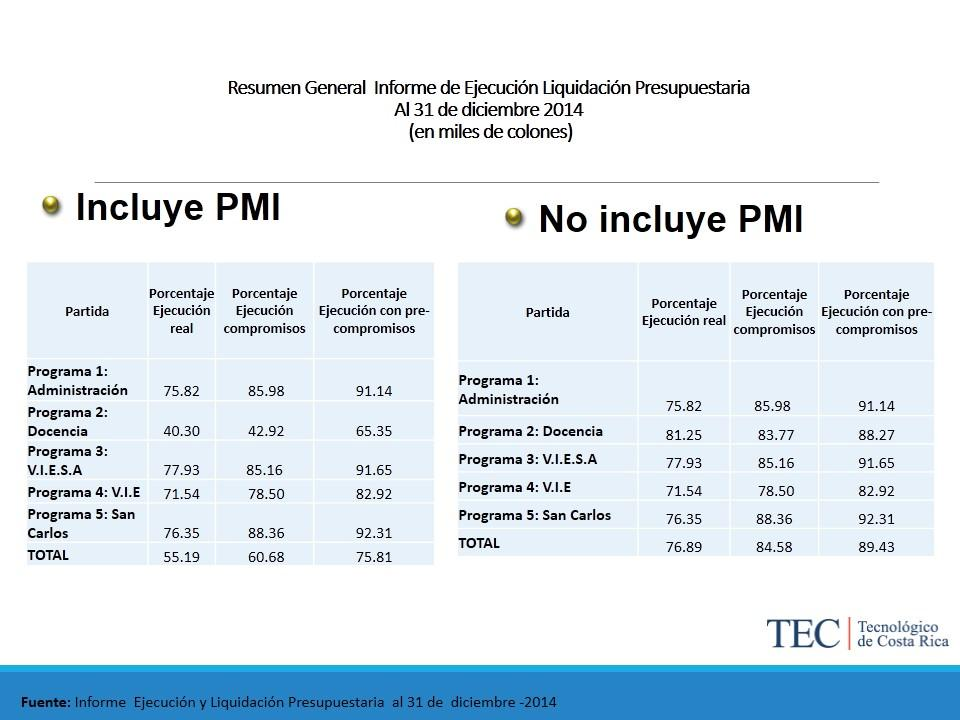 Resumen General Informe de Ejecución Liquidación Presupuestaria
Al 31 de diciembre 2014
(en miles de colones)
Incluye PMI
Partida
Porcentaje Ejecución real
Porcentaje Ejecución compromisos
Porcentaje Ejecución con pre-compromisos
Programa 1: Administración 75.82 85.98 91.14
Programa 2: Docencia 40.30 42.92 65.35
Programa 3: V.I.E.S.A 77.93 85.16 91.65
Programa 4: V.I.E 71.54 78.50 82.92
Programa 5: San Carlos 76.35 88.36 92.31
TOTAL 55.19 60.68 75.81
No incluye PMI
Partida
Porcentaje Ejecución real
Porcentaje Ejecución compromisos
Porcentaje Ejecución con pre-compromisos
Programa 1: Administración 75.82 85.98 91.14
Programa 2: Docencia 81.25 83.77 88.27
Programa 3: V.I.E.S.A 77.93 85.16 91.65
Programa 4: V.I.E 71.54 78.50 82.92
Programa 5: San Carlos 76.35 88.36 92.31
TOTAL 76.89 84.58 89.43
TEC | Tecnológico de Costa Rica
Fuente: Informe Ejecución y Liquidación Presupuestaria al 31 de diciembre -2014